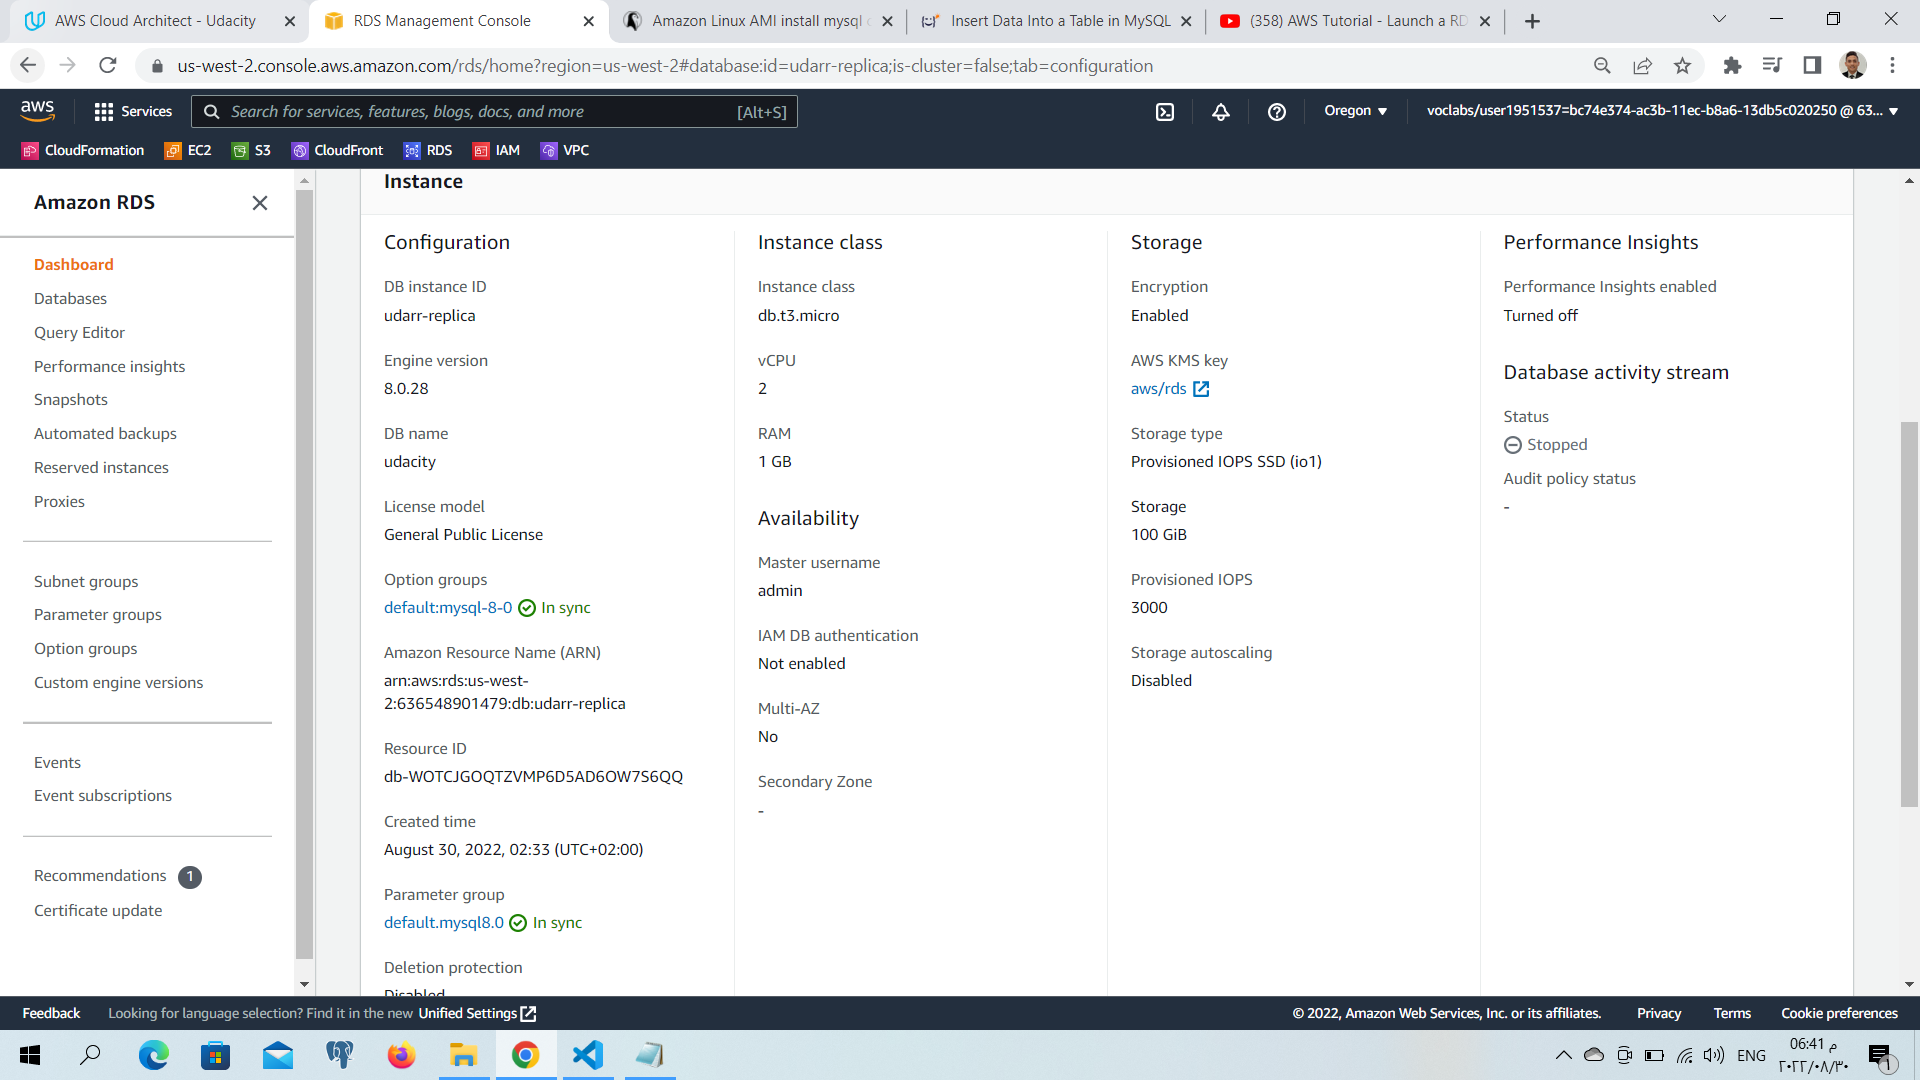 AWS Cloud Architect - Udacity
RDS Management Console
Amazon Linux AMI install mysql
Insert Data Into a Table in MySQL
(358) AWS Tutorial - Launch a RD
us-west-2.console.aws.amazon.com/rds/home?region=us-west-2#database:id=udarr-replica;is-cluster=false;tab=configuration
aws
Services
Search for services, features, blogs, docs, and more
[Alt+S]
Oregon
voclabs/user1951537=bc74e374-ac3b-11ec-b8a6-13db5c020250 @ 63...
CloudFormation
EC2
S3
CloudFront
RDS
IAM
VPC
Amazon RDS
Dashboard
Databases
Query Editor
Performance insights
Snapshots
Automated backups
Reserved instances
Proxies
Subnet groups
Parameter groups
Option groups
Custom engine versions
Events
Event subscriptions
Recommendations 1
Certificate update
Instance
Configuration
DB instance ID
udarr-replica
Engine version
8.0.28
DB name
udacity
License model
General Public License
Option groups
default:mysql-8-0 In sync
Amazon Resource Name (ARN)
arn:aws:rds:us-west-
2:636548901479:db:udarr-replica
Resource ID
db-WOTCJGOQTZVMP6D5AD6OW7S6QQ
Created time
August 30, 2022, 02:33 (UTC+02:00)
Parameter group
default.mysql8.0 In sync
Deletion protection
Disabled
Instance class
Instance class
db.t3.micro
vCPU
2
RAM
1 GB
Availability
Master username
admin
IAM DB authentication
Not enabled
Multi-AZ
No
Secondary Zone
-
Storage
Encryption
Enabled
AWS KMS key
aws/rds
Storage type
Provisioned IOPS SSD (io1)
Storage
100 GiB
Provisioned IOPS
3000
Storage autoscaling
Disabled
Performance Insights
Performance Insights enabled
Turned off
Database activity stream
Status
Stopped
Audit policy status
-
Feedback
Looking for language selection? Find it in the new Unified Settings
© 2022, Amazon Web Services, Inc. or its affiliates.
Privacy
Terms
Cookie preferences
ENG
06:41 م
٢٠٢٢/٠٨/٣٠
١